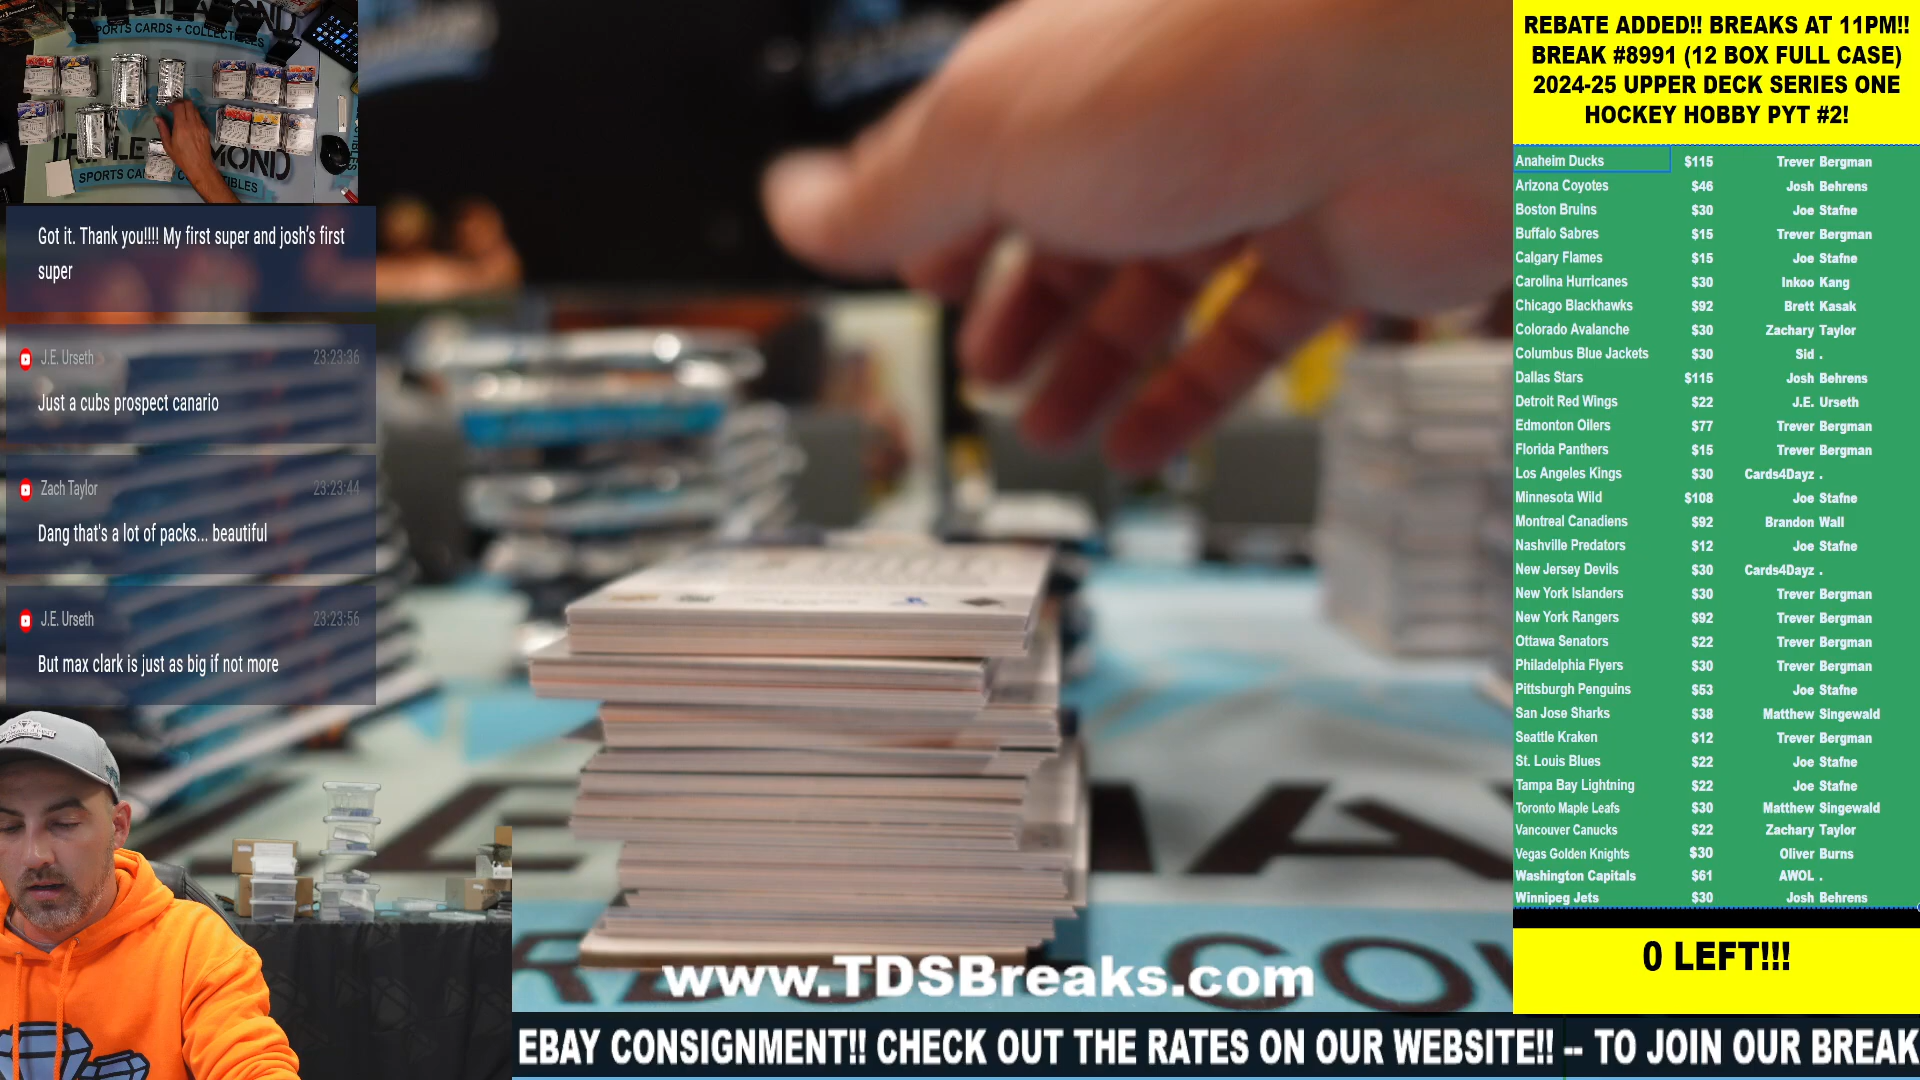 SPORTS CARDS + COLLECTIBLES
Got it. Thank you!!!! My first super and josh's first
super
J.E. Urseth 23:23:36
Just a cubs prospect canario
Zach Taylor 23:23:44
Dang that's a lot of packs... beautiful
J.E. Urseth 23:23:56
But max clark is just as big if not more
www.TDSBreaks.com
REBATE ADDED!! BREAKS AT 11PM!!
BREAK #8991 (12 BOX FULL CASE)
2024-25 UPPER DECK SERIES ONE
HOCKEY HOBBY PYT #2!
Anaheim Ducks $115 Trever Bergman
Arizona Coyotes $46 Josh Behrens
Boston Bruins $30 Joe Stafne
Buffalo Sabres $15 Trever Bergman
Calgary Flames $15 Joe Stafne
Carolina Hurricanes $30 Inkoo Kang
Chicago Blackhawks $92 Brett Kasak
Colorado Avalanche $30 Zachary Taylor
Columbus Blue Jackets $30 Sid .
Dallas Stars $115 Josh Behrens
Detroit Red Wings $22 J.E. Urseth
Edmonton Oilers $77 Trever Bergman
Florida Panthers $15 Trever Bergman
Los Angeles Kings $30 Cards4Dayz .
Minnesota Wild $108 Joe Stafne
Montreal Canadiens $92 Brandon Wall
Nashville Predators $12 Joe Stafne
New Jersey Devils $30 Cards4Dayz .
New York Islanders $30 Trever Bergman
New York Rangers $92 Trever Bergman
Ottawa Senators $22 Trever Bergman
Philadelphia Flyers $30 Trever Bergman
Pittsburgh Penguins $53 Joe Stafne
San Jose Sharks $38 Matthew Singewald
Seattle Kraken $12 Trever Bergman
St. Louis Blues $22 Joe Stafne
Tampa Bay Lightning $22 Joe Stafne
Toronto Maple Leafs $30 Matthew Singewald
Vancouver Canucks $22 Zachary Taylor
Vegas Golden Knights $30 Oliver Burns
Washington Capitals $61 AWOL .
Winnipeg Jets $30 Josh Behrens
0 LEFT!!!
EBAY CONSIGNMENT!! CHECK OUT THE RATES ON OUR WEBSITE!! -- TO JOIN OUR BREAK